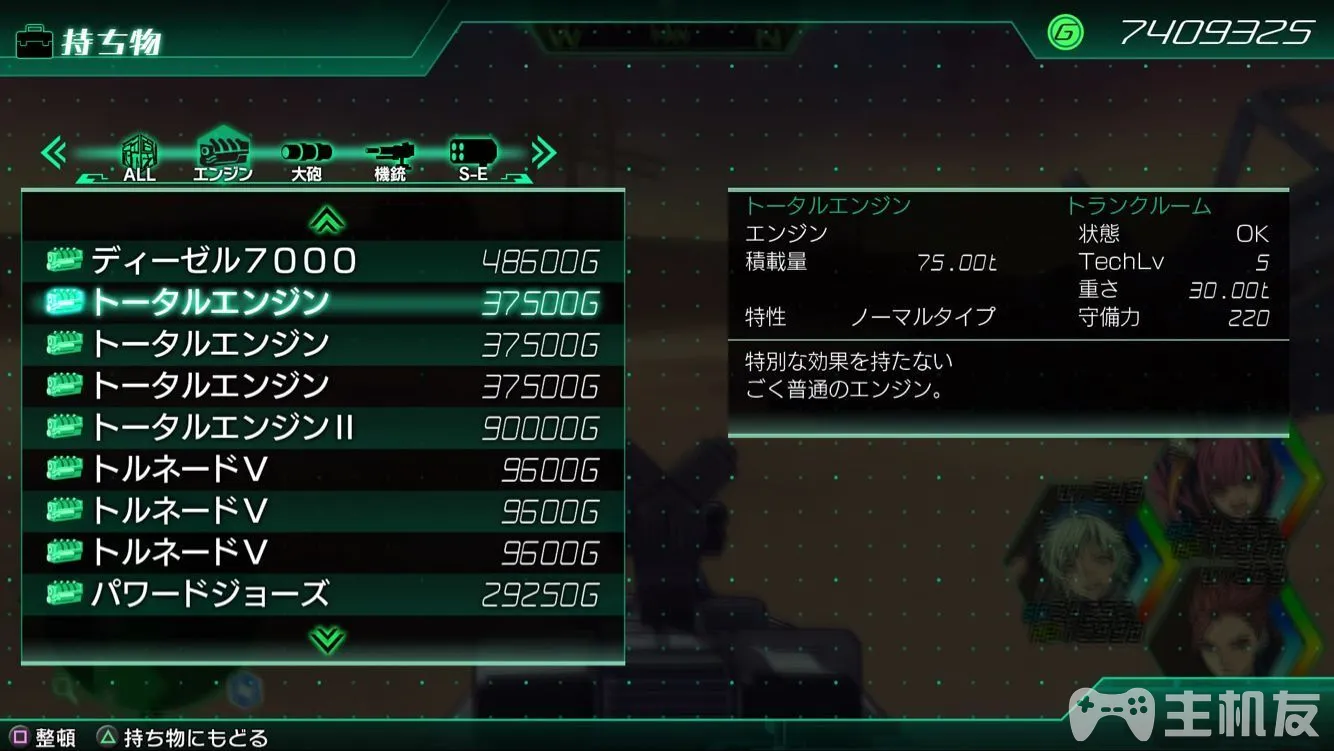 持ち物
7409325
ALL エンジン 大砲 機銃 S-E
ディーゼル7000 48600G
トータルエンジン 37500G
トータルエンジン 37500G
トータルエンジン 37500G
トータルエンジンⅡ 90000G
トルネードV 9600G
トルネードV 9600G
トルネードV 9600G
パワードジョーズ 29250G
トータルエンジン
エンジン
積載量 75.00t
特性 ノーマルタイプ
トランクルーム
状態 OK
TechLv 5
重さ 30.00t
守備力 220
特別な効果を持たない
ごく普通のエンジン。
整頓 持ち物にもどる
主机友